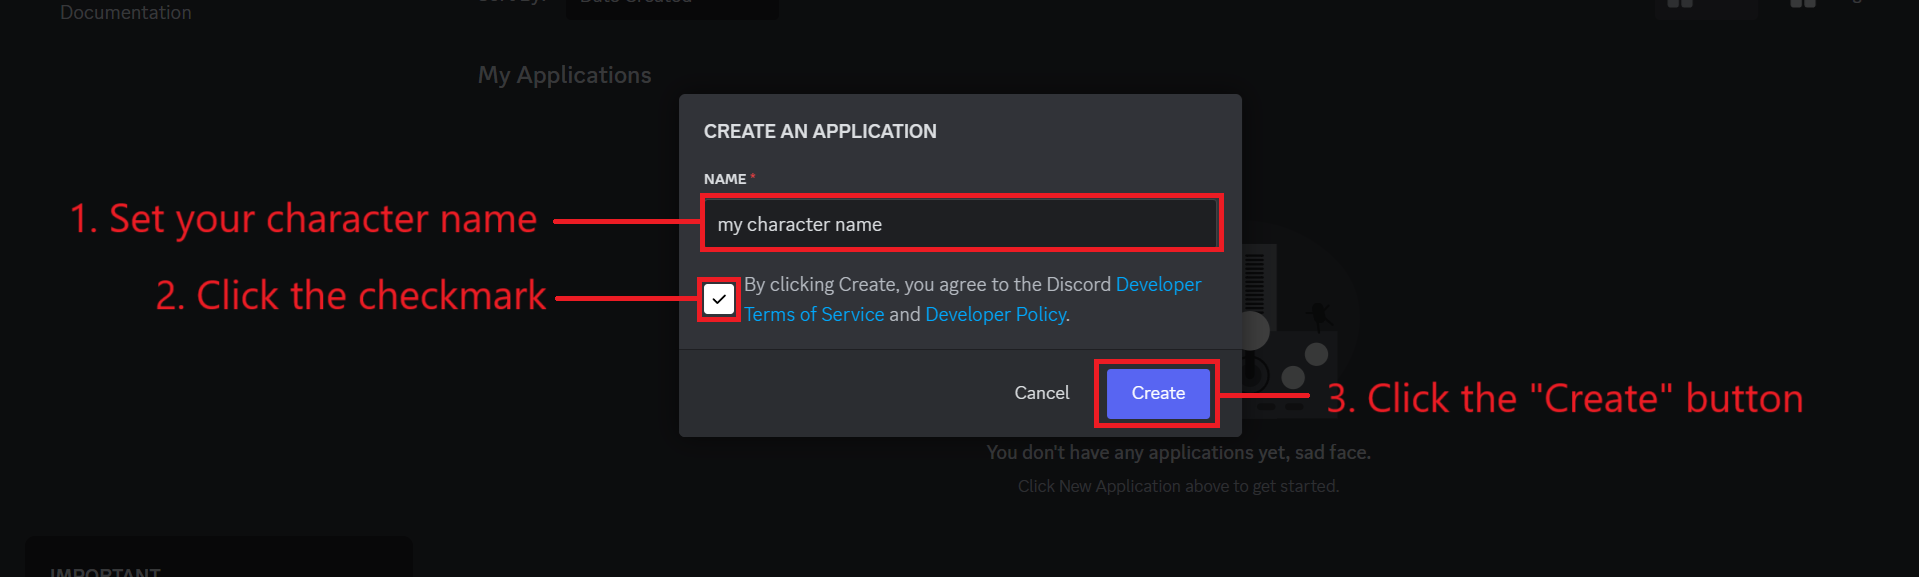 Documentation
Date Created
My Applications
CREATE AN APPLICATION
NAME *
1. Set your character name
my character name
2. Click the checkmark
By clicking Create, you agree to the Discord Developer
Terms of Service and Developer Policy.
Cancel
Create
3. Click the "Create" button
You don't have any applications yet, sad face.
Click New Application above to get started.
IMPORTANT